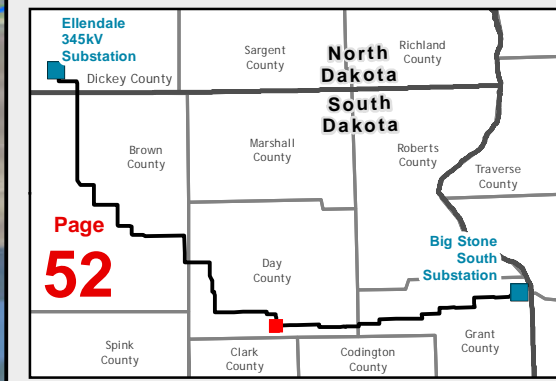 Ellendale
345kV
Substation
Dickey County
Sargent
County
North
Dakota
Richland
County
South
Dakota
Brown
County
Marshall
County
Roberts
County
Traverse
County
Page
52
Day
County
Big Stone
South
Substation
Spink
County
Clark
County
Codington
County
Grant
County